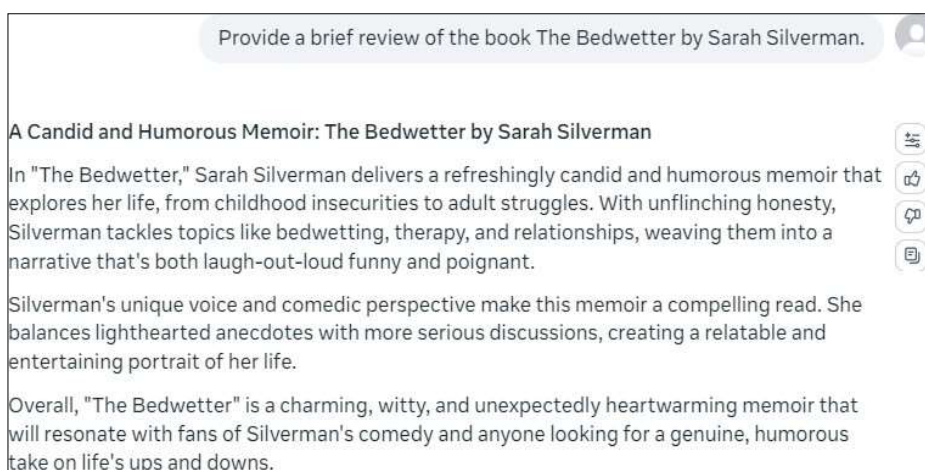 Provide a brief review of the book The Bedwetter by Sarah Silverman.
A Candid and Humorous Memoir: The Bedwetter by Sarah Silverman
In "The Bedwetter," Sarah Silverman delivers a refreshingly candid and humorous memoir that
explores her life, from childhood insecurities to adult struggles. With unflinching honesty,
Silverman tackles topics like bedwetting, therapy, and relationships, weaving them into a
narrative that's both laugh-out-loud funny and poignant.
Silverman's unique voice and comedic perspective make this memoir a compelling read. She
balances lighthearted anecdotes with more serious discussions, creating a relatable and
entertaining portrait of her life.
Overall, "The Bedwetter" is a charming, witty, and unexpectedly heartwarming memoir that
will resonate with fans of Silverman's comedy and anyone looking for a genuine, humorous
take on life's ups and downs.